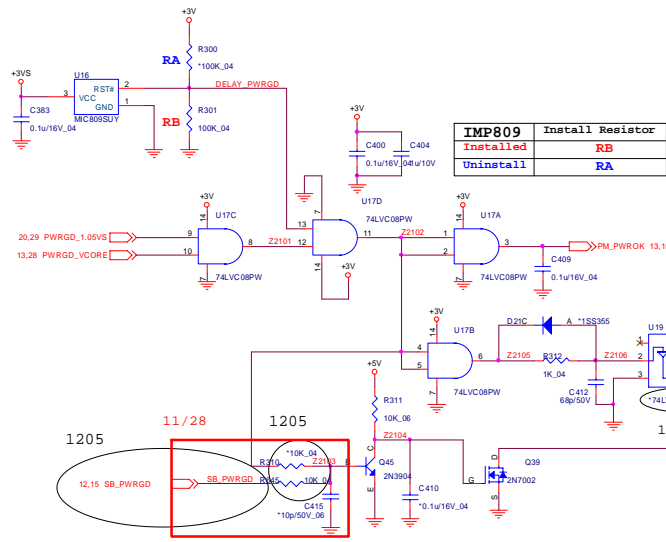 +3V
R300
*100K_04
RA
+3VS
U16
RST#
2
VCC
3
GND
1
MIC809SUY
DELAY_PWRGD
RB
R301
100K_04
C383
0.1u/16V_04
+3V
C400
C404
0.1u/16V_04
IMP809 Install Resistor
Installed RB
Uninstall RA
+3V
14
U17C
20,29 PWRGD_1.05VS
9
13,28 PWRGD_VCORE
10
8
7
74LVC08PW
Z2101
7
U17D
74LVC08PW
13
12
11
14
+3V
Z2102
+3V
14
U17A
1
2
3
7
74LVC08PW
PM_PWROK 13,1
C409
0.1u/16V_04
+3V
14
U17B
4
5
6
7
74LVC08PW
Z2105
D21
C
A
*1SS355
R312
1K_04
Z2106
C412
68p/50V
U19
1
2
3
*74L
1
+5V
R311
10K_06
Z2104
1205
11/28
1205
12,15 SB_PWRGD
SB_PWRGD
R310
*10K_04
Z2103
10K_04
C415
*10p/50V_06
B
C
E
Q45
2N3904
C410
*0.1u/16V_04
G
D
S
Q39
2N7002